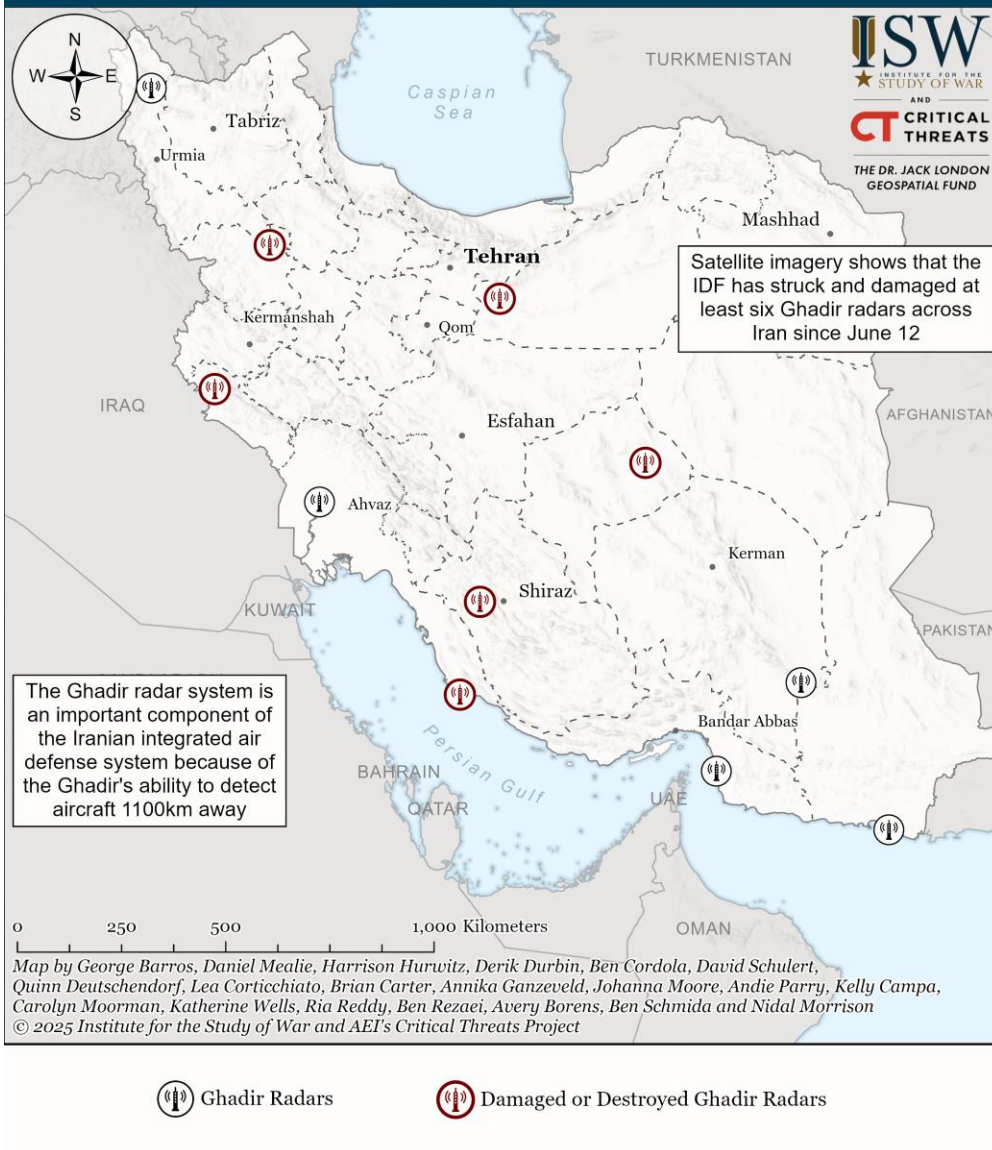 N
W
E
S
TURKMENISTAN
ISW
INSTITUTE FOR THE
STUDY OF WAR
AND
CT CRITICAL
THREATS
THE DR. JACK LONDON
GEOSPATIAL FUND
Caspian
Sea
Tabriz
Urmia
Mashhad
Tehran
Satellite imagery shows that the
IDF has struck and damaged at
least six Ghadir radars across
Iran since June 12
Kermanshah
Qom
IRAQ
Esfahan
AFGHANISTAN
Ahvaz
Kerman
Shiraz
KUWAIT
PAKISTAN
The Ghadir radar system is
an important component of
the Iranian integrated air
defense system because of
the Ghadir's ability to detect
aircraft 1100km away
Bandar Abbas
Persian Gulf
BAHRAIN
QATAR
UAE
OMAN
0 250 500 1,000 Kilometers
Map by George Barros, Daniel Mealie, Harrison Hurwitz, Derik Durbin, Ben Cordola, David Schulert,
Quinn Deutschendorf, Lea Corticchiato, Brian Carter, Annika Ganzeveld, Johanna Moore, Andie Parry, Kelly Campa,
Carolyn Moorman, Katherine Wells, Ria Reddy, Ben Rezaei, Avery Borens, Ben Schmida and Nidal Morrison
© 2025 Institute for the Study of War and AEI's Critical Threats Project
Ghadir Radars
Damaged or Destroyed Ghadir Radars